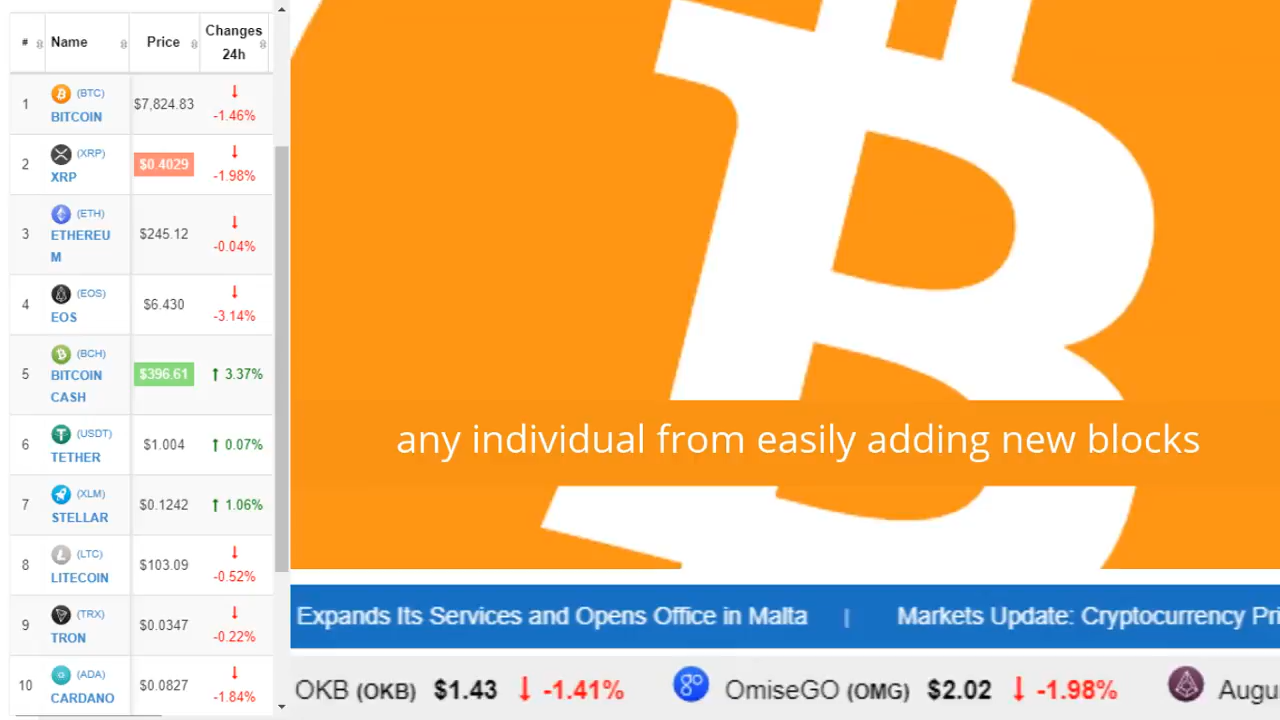 # Name Price Changes 24h
1 (BTC) BITCOIN $7,824.83 -1.46%
2 (XRP) XRP $0.4029 -1.98%
3 (ETH) ETHEREU M $245.12 -0.04%
4 (EOS) EOS $6.430 -3.14%
5 (BCH) BITCOIN CASH $396.61 3.37%
6 (USDT) TETHER $1.004 0.07%
7 (XLM) STELLAR $0.1242 1.06%
8 (LTC) LITECOIN $103.09 -0.52%
9 (TRX) TRON $0.0347 -0.22%
10 (ADA) CARDANO $0.0827 -1.84%
any individual from easily adding new blocks
Expands Its Services and Opens Office in Malta | Markets Update: Cryptocurrency Pri
OKB (OKB) $1.43 -1.41% OmiseGO (OMG) $2.02 -1.98% Augu